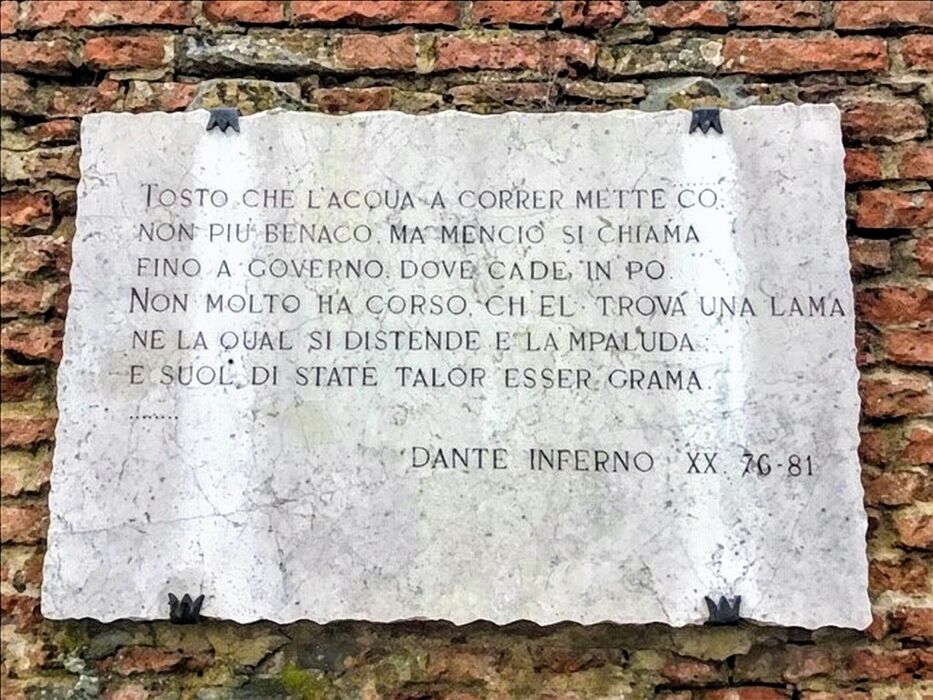 TOSTO CHE L'ACQUA A CORRER METTE CO,
NON PIÙ BENACO, MA MENCIO SI CHIAMA
FINO A GOVERNO, DOVE CADE, IN PO.
NON MOLTO HA CORSO, CH EL TROVA UNA LAMA
NE LA QUAL SI DISTENDE E LA MPALUDA;
E SUOL, DI STATE TALOR ESSER GRAMA.
........
DANTE INFERNO XX. 76-81